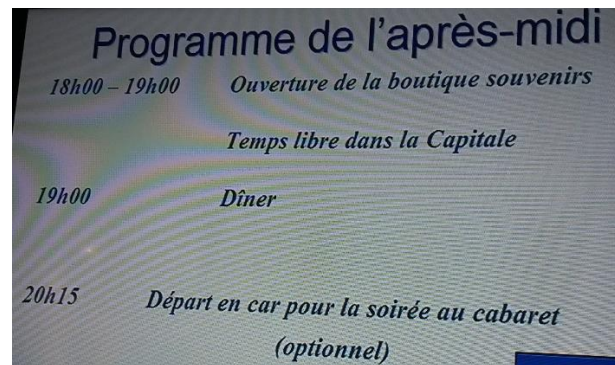 Programme de l'après-midi
18h00 – 19h00 Ouverture de la boutique souvenirs
Temps libre dans la Capitale
19h00 Dîner
20h15 Départ en car pour la soirée au cabaret
(optionnel)